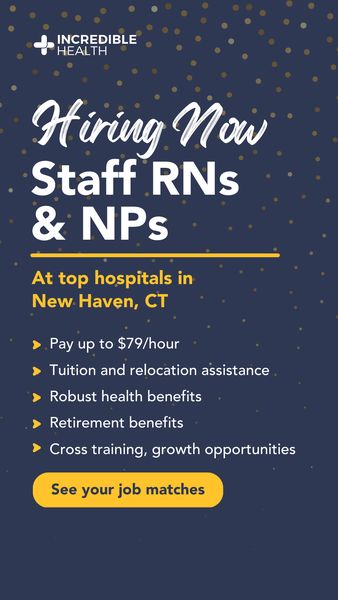 INCREDIBLE
HEALTH
Hiring Now
Staff RNs
& NPs
At top hospitals in
New Haven, CT
Pay up to $79/hour
Tuition and relocation assistance
Robust health benefits
Retirement benefits
Cross training, growth opportunities
See your job matches